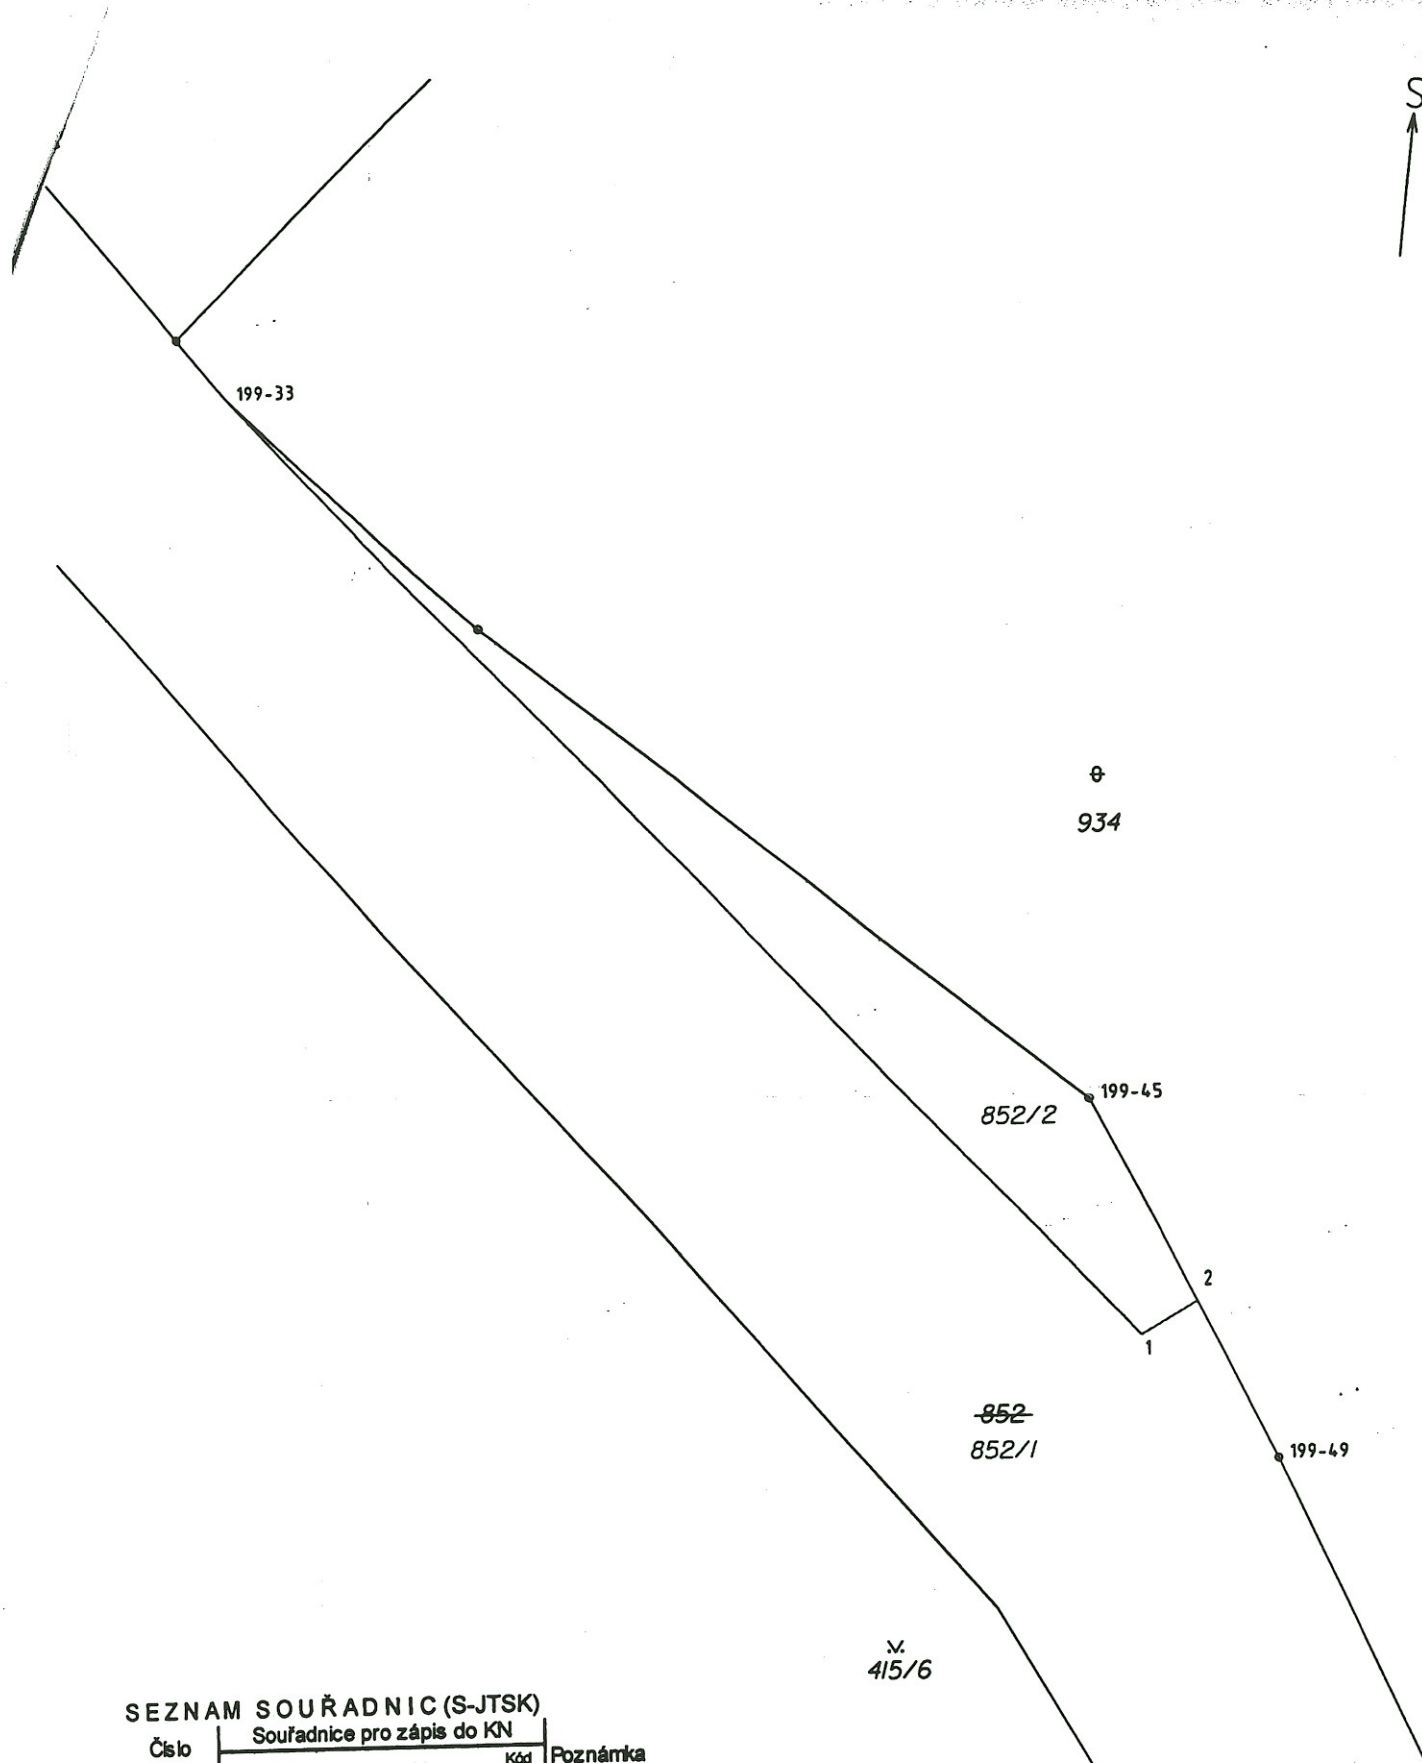 S
199-33
934
199-45
852/2
2
1
852
852/1
199-49
415/6
SEZNAM SOUŘADNIC (S-JTSK)
Souřadnice pro zápis do KN
Číslo
Kód Poznámka